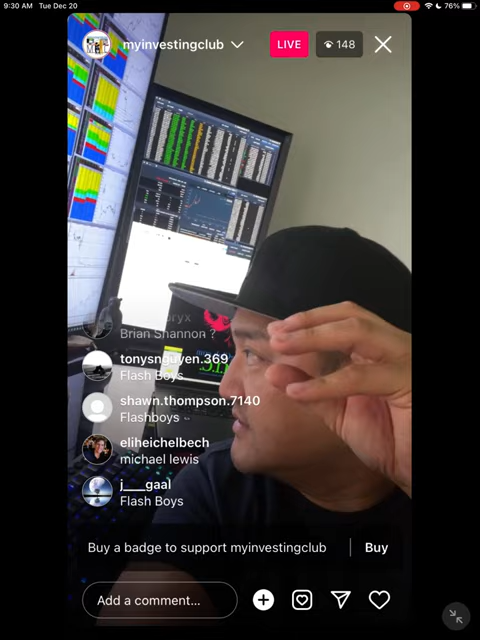 9:30 AM Tue Dec 20
76%
myinvestingclub
LIVE
148
Brian Shannon ?
tonysnguyen.369
Flash Boys
shawn.thompson.7140
Flashboys
eliheichelbech
michael lewis
j___gaal
Flash Boys
Buy a badge to support myinvestingclub
Buy
Add a comment...